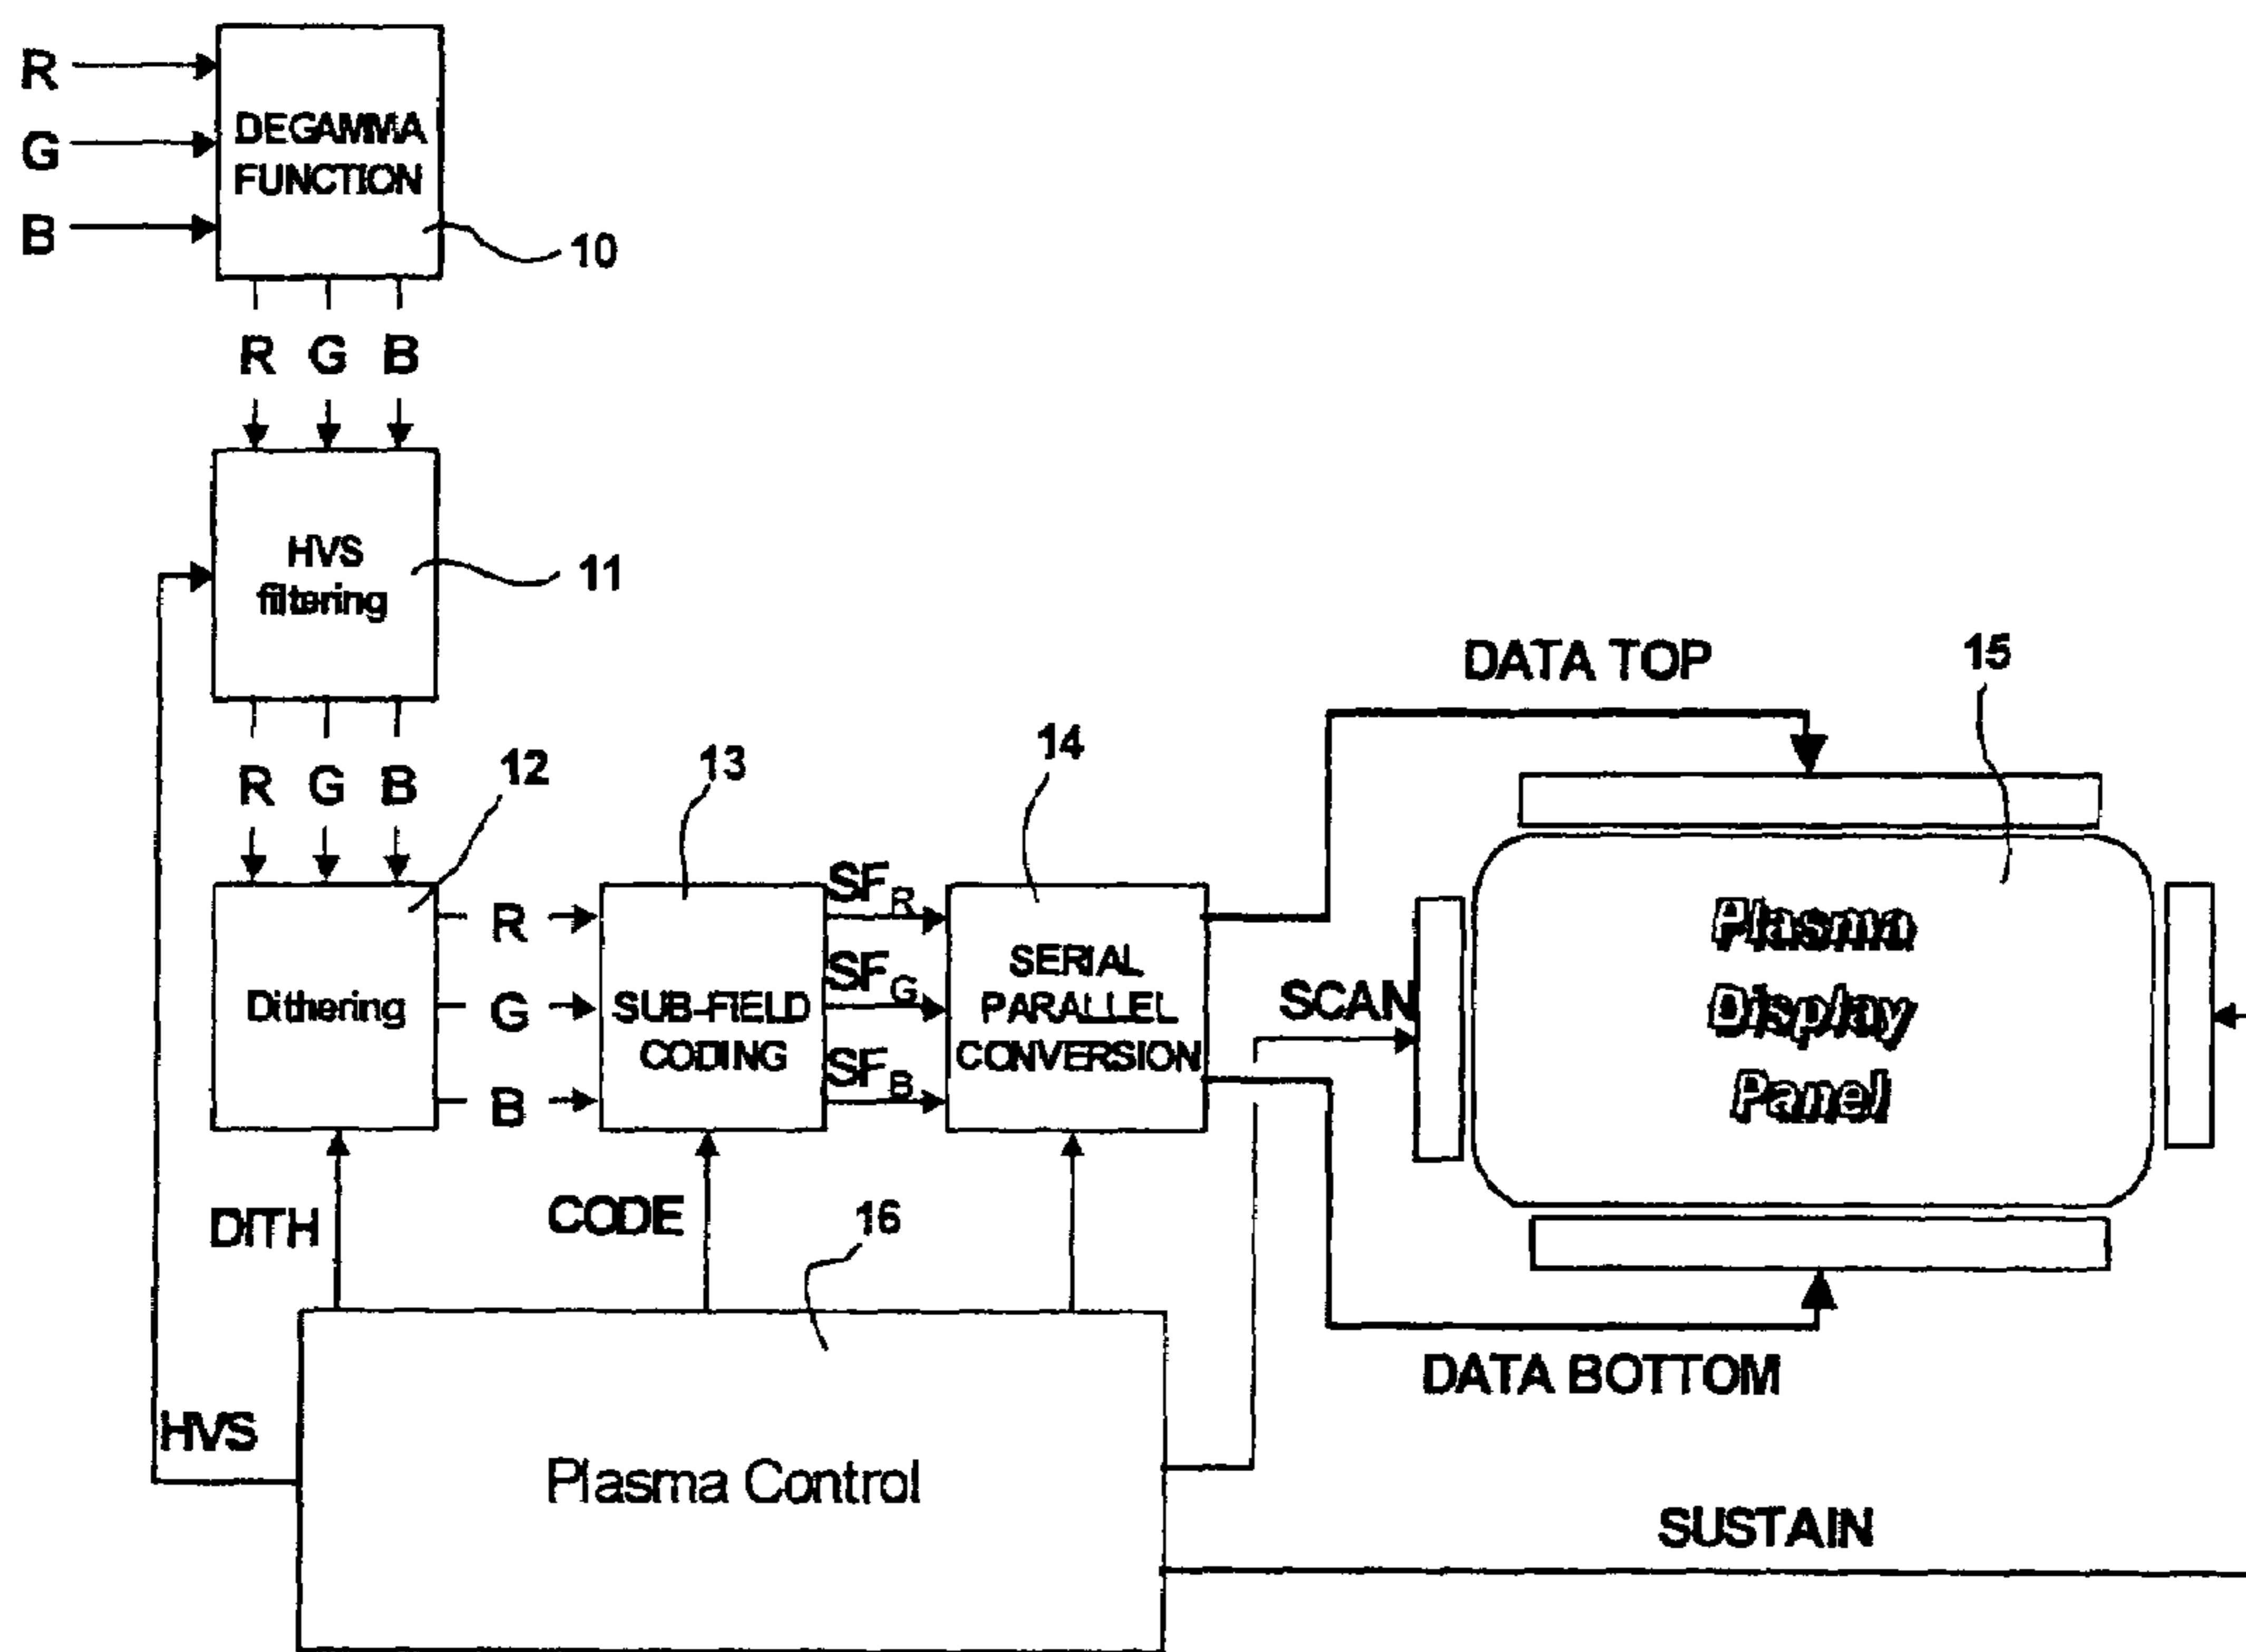 R
G
B
DEGAMMA
FUNCTION
10
R G B
HVS
filtering
11
R G B
12
13
14
DATA TOP
15
Dithering
R
G
B
SUB-FIELD
CODING
SF_R
SF_G
SF_B
SERIAL
PARALLEL
CONVERSION
SCAN
Plasma
Display
Panel
DITH
CODE
16
DATA BOTTOM
HVS
Plasma Control
SUSTAIN